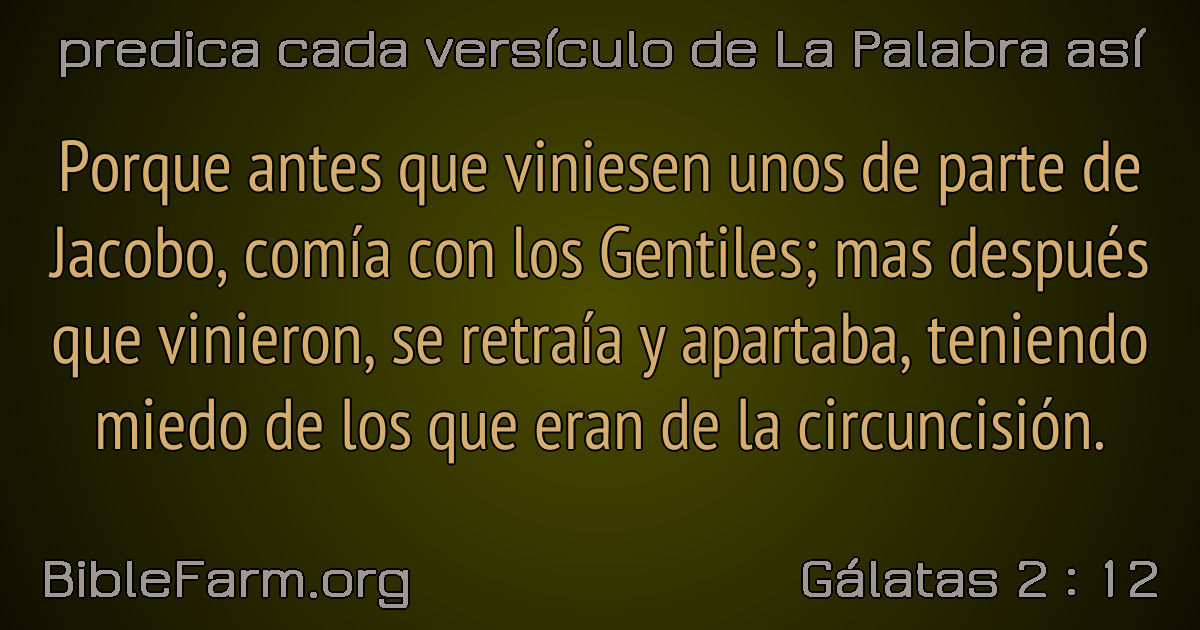 predica cada versículo de La Palabra así
Porque antes que viniesen unos de parte de
Jacobo, comía con los Gentiles; mas después
que vinieron, se retraía y apartaba, teniendo
miedo de los que eran de la circuncisión.
BibleFarm.org
Gálatas 2 : 12